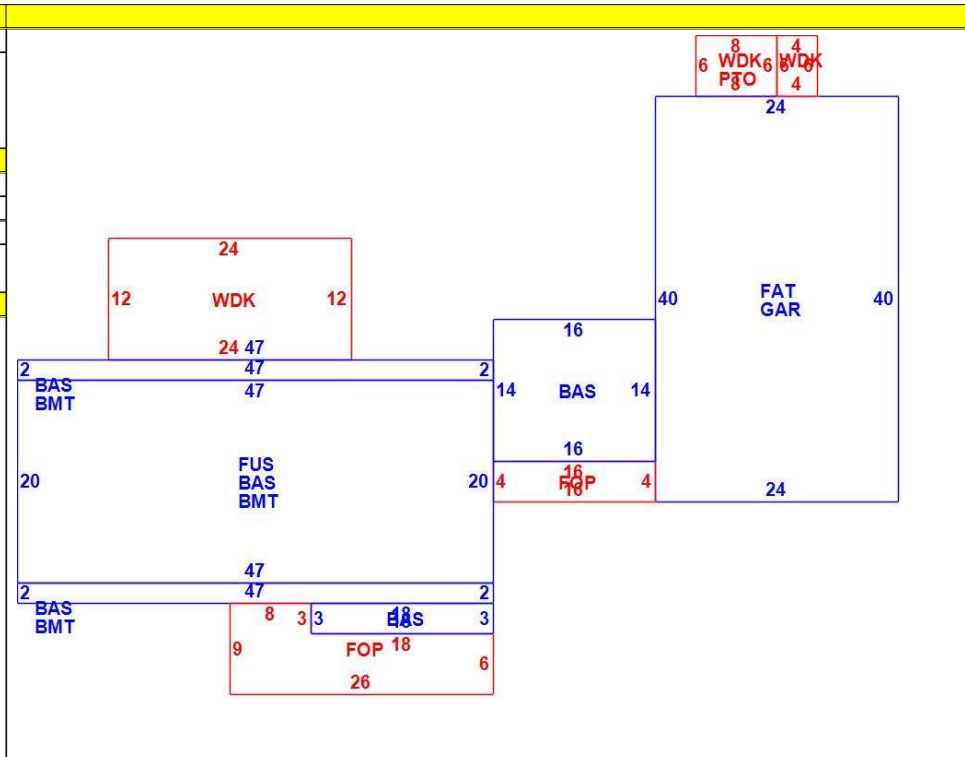 8 4
6 WDK 6 6 WDK 6
PTO
8 4
24
24
12 WDK 12
24 47
40 FAT 40
GAR
16
2 47 2
BAS
BMT
47
14 BAS 14
16
FUS
20 BAS 20
BMT
4 16 4
FOP
16
24
47
2 47 2
BAS
BMT
8 3 3 18 3
BAS
18
9 FOP 6
26